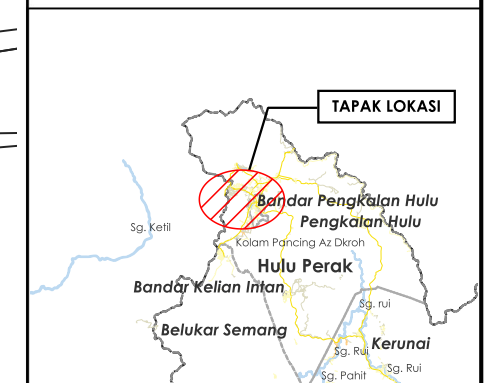 TAPAK LOKASI
Bandar Pengkalan Hulu
Pengkalan Hulu
Sg. Ketil
Kolam Pancing Az Dkroh
Hulu Perak
Bandar Kelian Intan
Sg. rui
Belukar Semang
Kerunai
Sg. Rui
Sg. Rui
Sg. Pahit